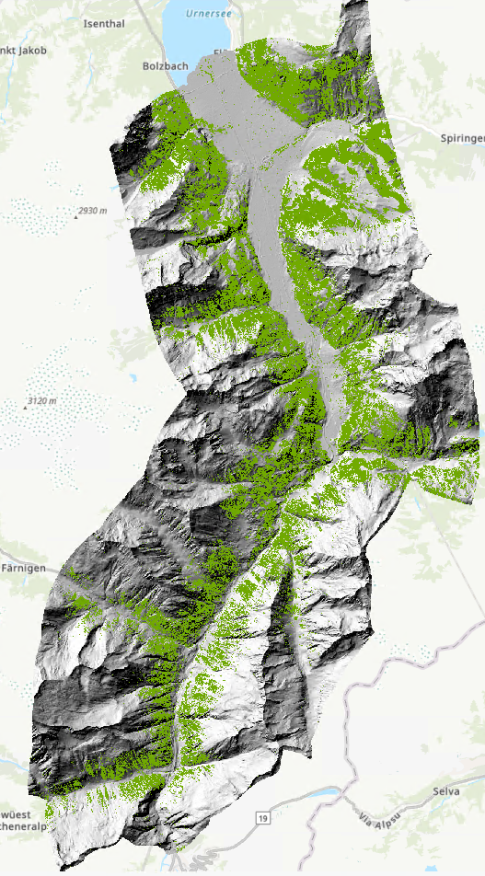 Urnersee
Isenthal
nkt Jakob
Bolzbach
Spiringen
2930 m
3120 m
Färnigen
Selva
wüest
cheneralp
19
Via Alpsu